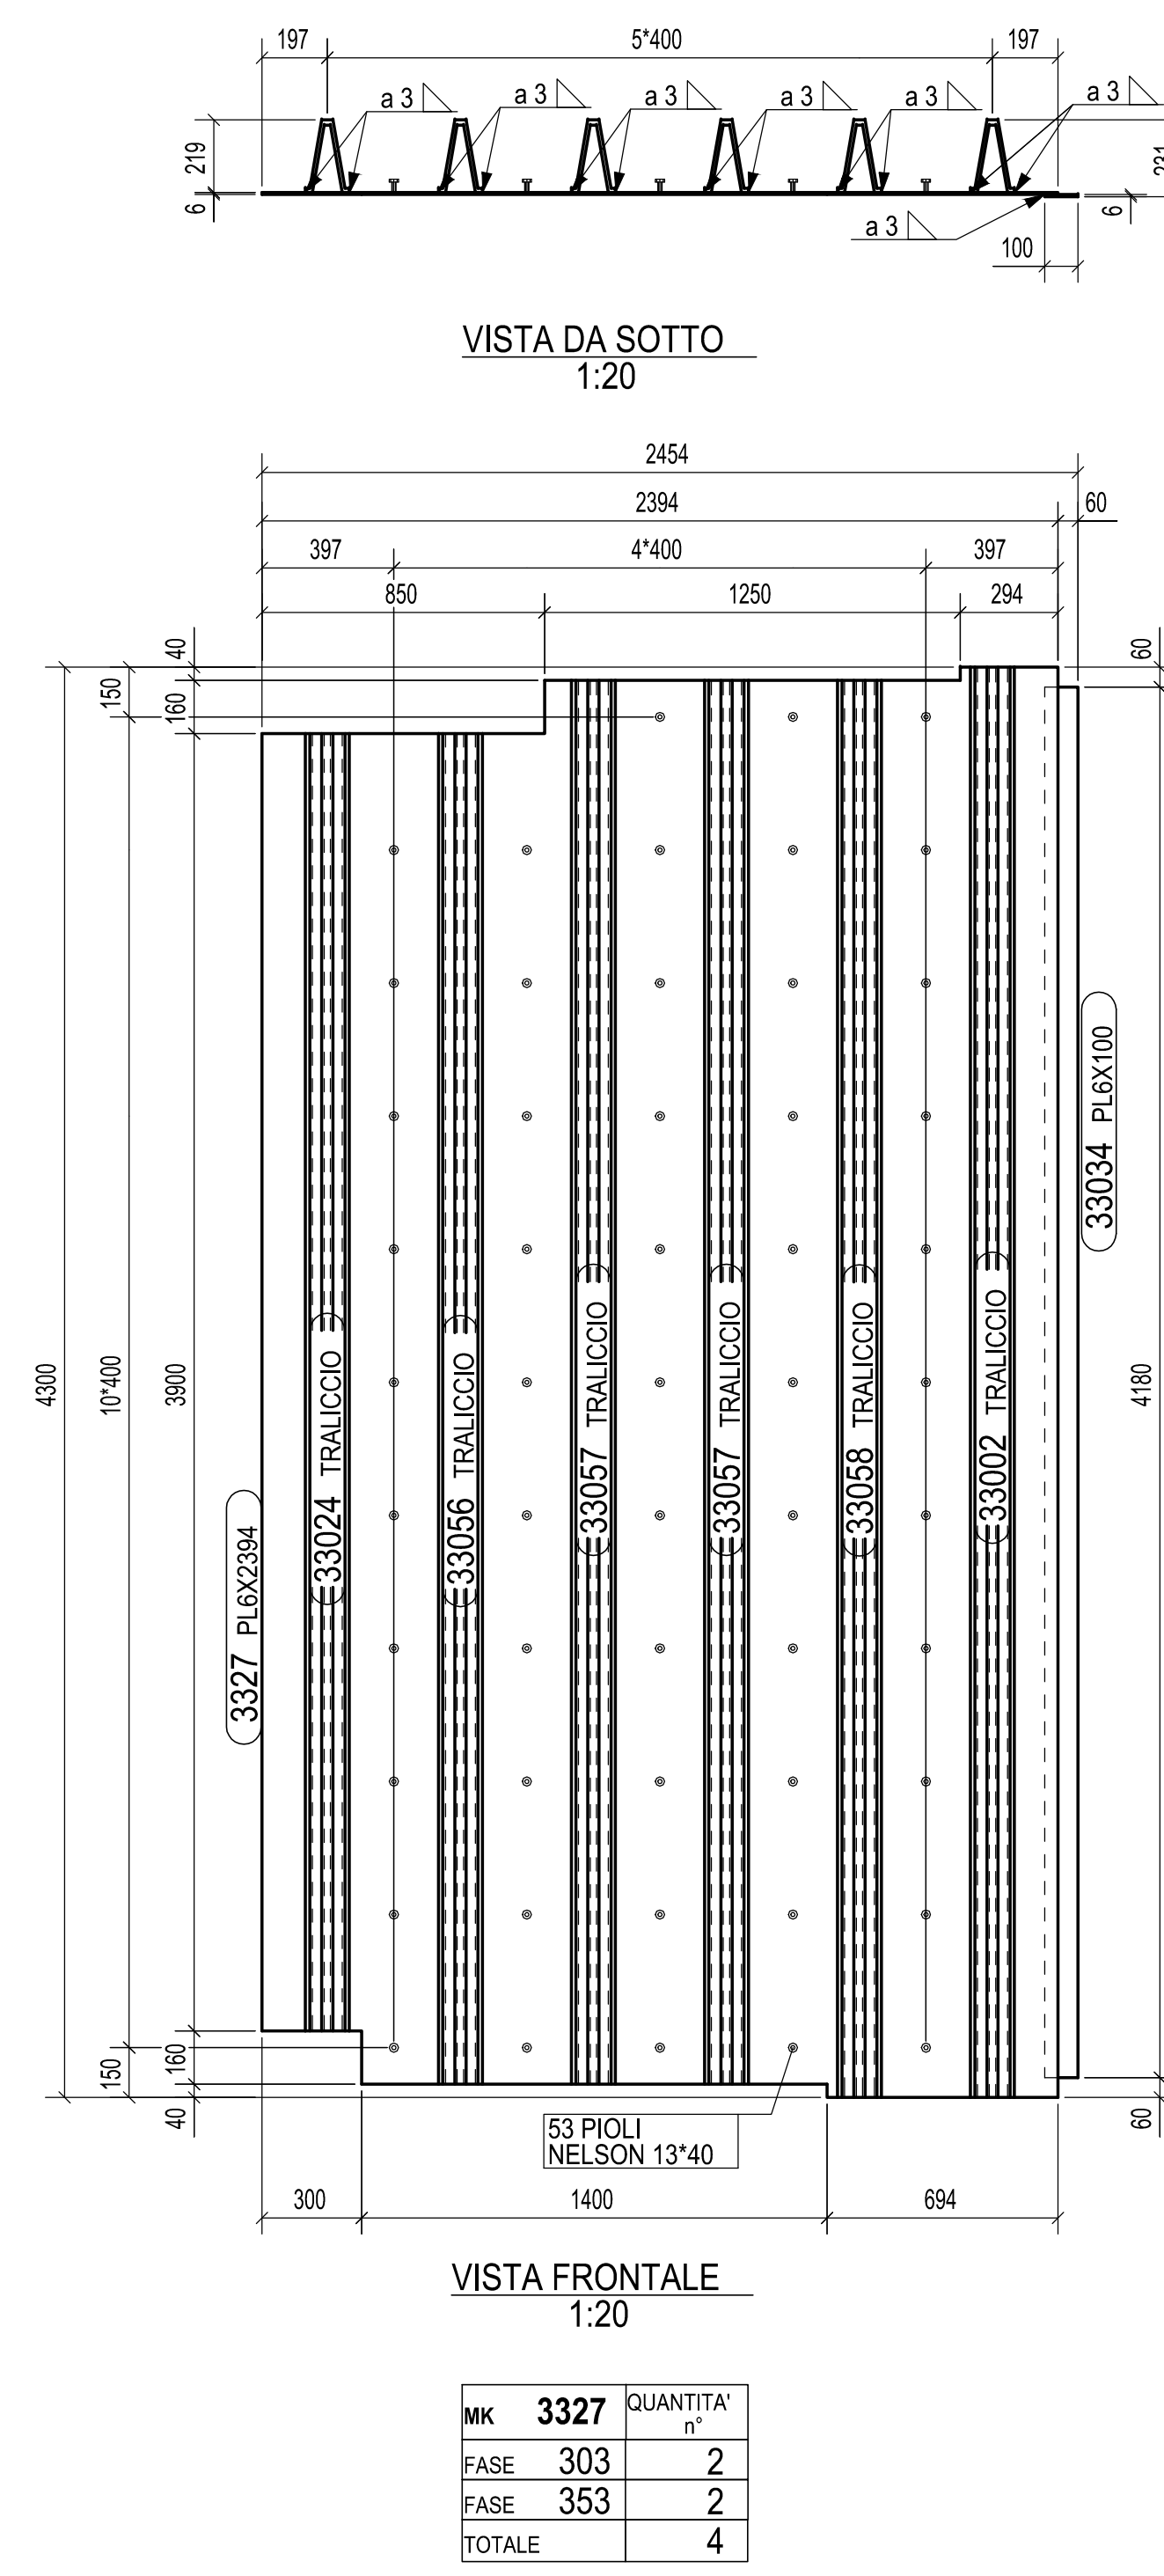 197 5*400 197
a 3 a 3 a 3 a 3 a 3 a 3
219
6
231
6
a 3
100
VISTA DA SOTTO
1:20
2454
2394 60
397 4*400 397
850 1250 294
40
150
160
60
4300
10*400
3900
4180
33034 PL6X100
3327 PL6X2394
33024 TRALICCIO
33056 TRALICCIO
33057 TRALICCIO
33057 TRALICCIO
33058 TRALICCIO
33002 TRALICCIO
150
160
40
60
53 PIOLI
NELSON 13*40
300 1400 694
VISTA FRONTALE
1:20
MK 3327 QUANTITA'
n°
FASE 303 2
FASE 353 2
TOTALE 4